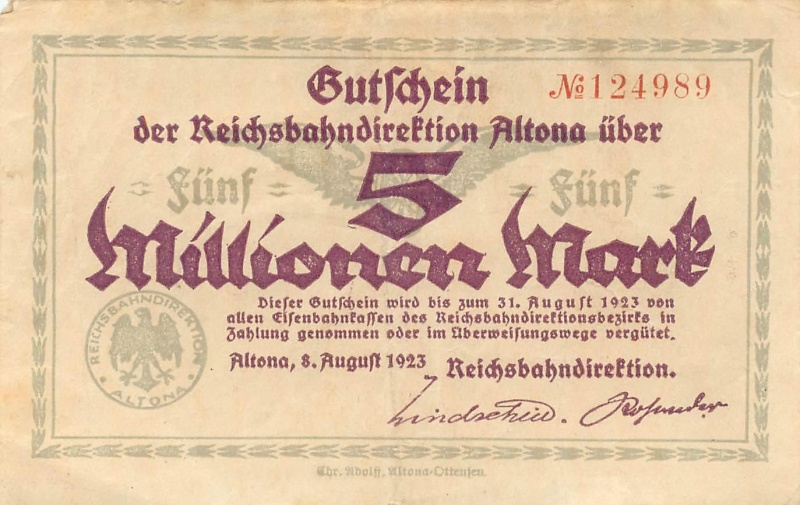 Gutschein
№124989
der Reichsbahndirektion Altona über
Fünf 5 Fünf
Millionen Mark
Dieser Gutschein wird bis zum 31. August 1923 von
allen Eisenbahnkassen des Reichsbahndirektionsbezirks in
Zahlung genommen oder im Überweisungswege vergütet.
REICHSBAHNDIREKTION
ALTONA
Altona, 8. August 1923
Reichsbahndirektion.
Chr. Adolff, Altona-Ottensen.